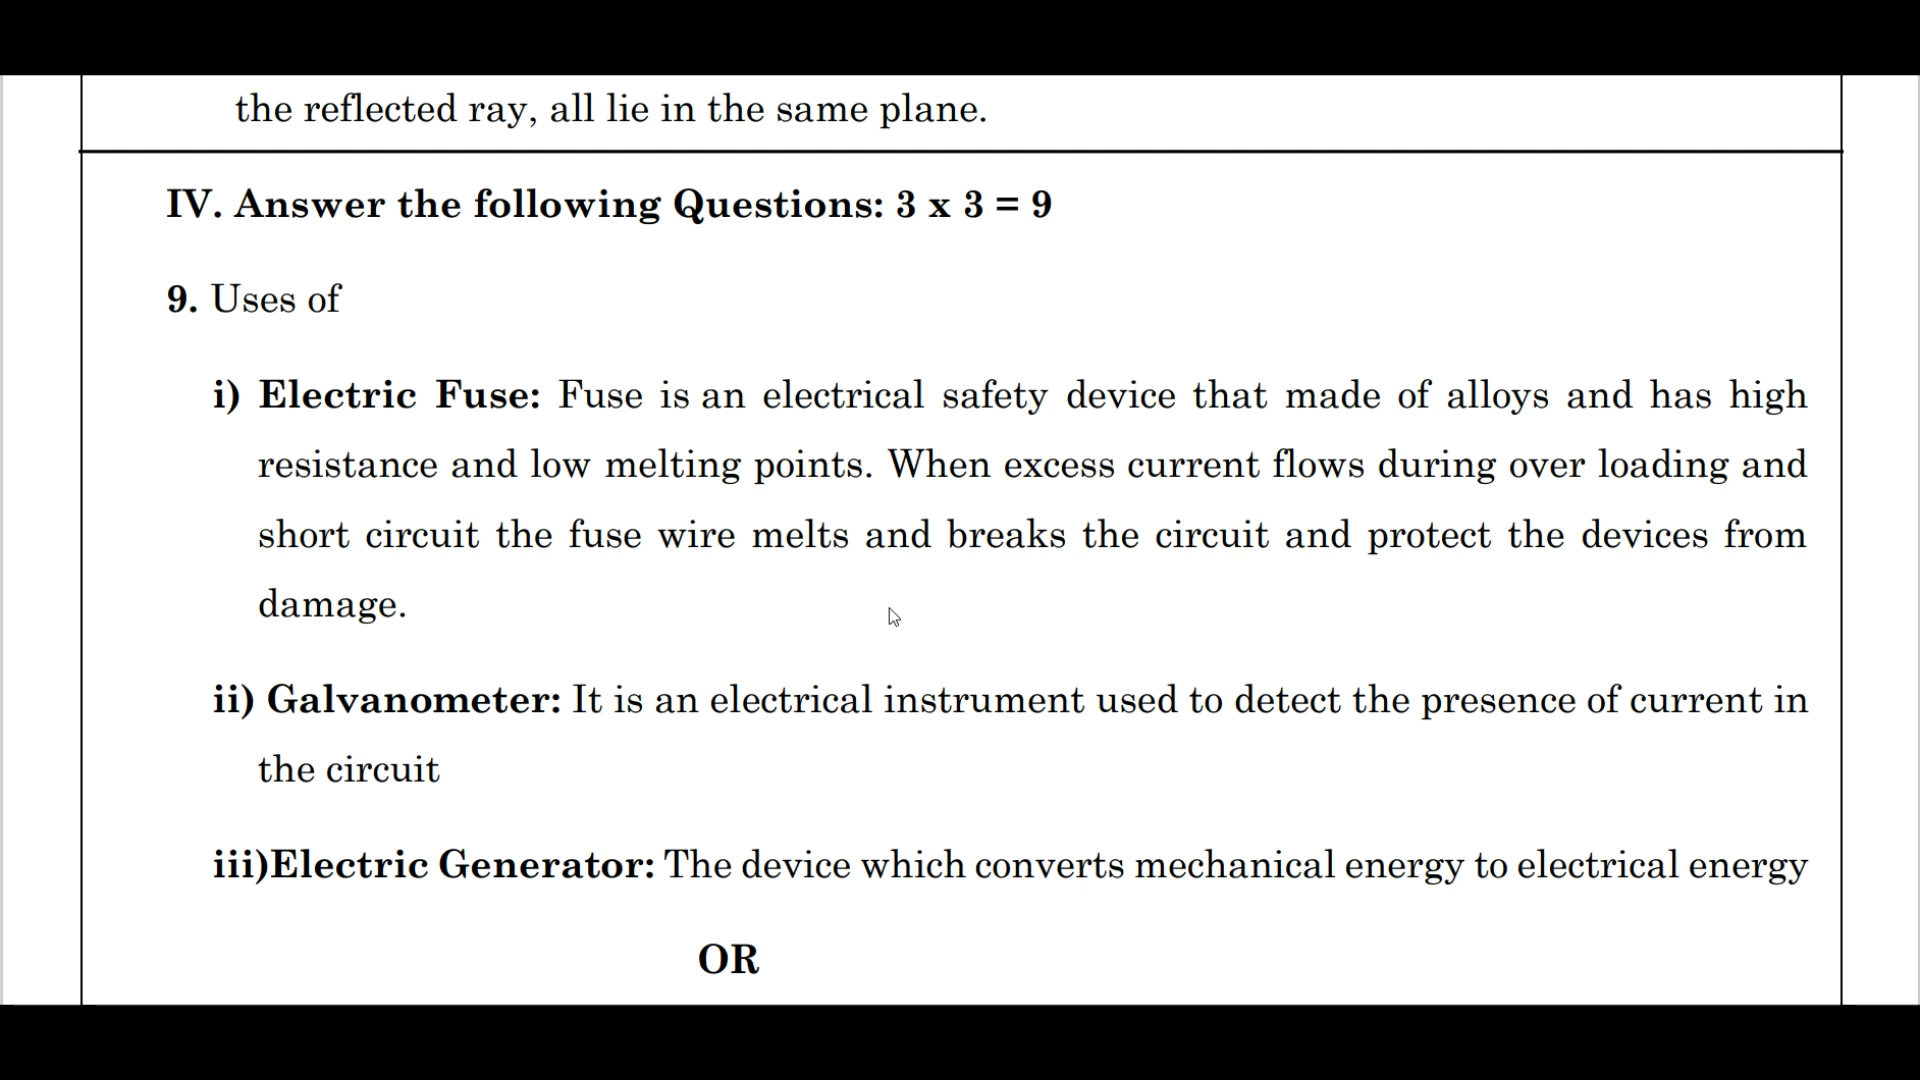 the reflected ray, all lie in the same plane.
IV. Answer the following Questions: 3 x 3 = 9
9. Uses of
i) Electric Fuse: Fuse is an electrical safety device that made of alloys and has high
resistance and low melting points. When excess current flows during over loading and
short circuit the fuse wire melts and breaks the circuit and protect the devices from
damage.
ii) Galvanometer: It is an electrical instrument used to detect the presence of current in
the circuit
iii)Electric Generator: The device which converts mechanical energy to electrical energy
OR